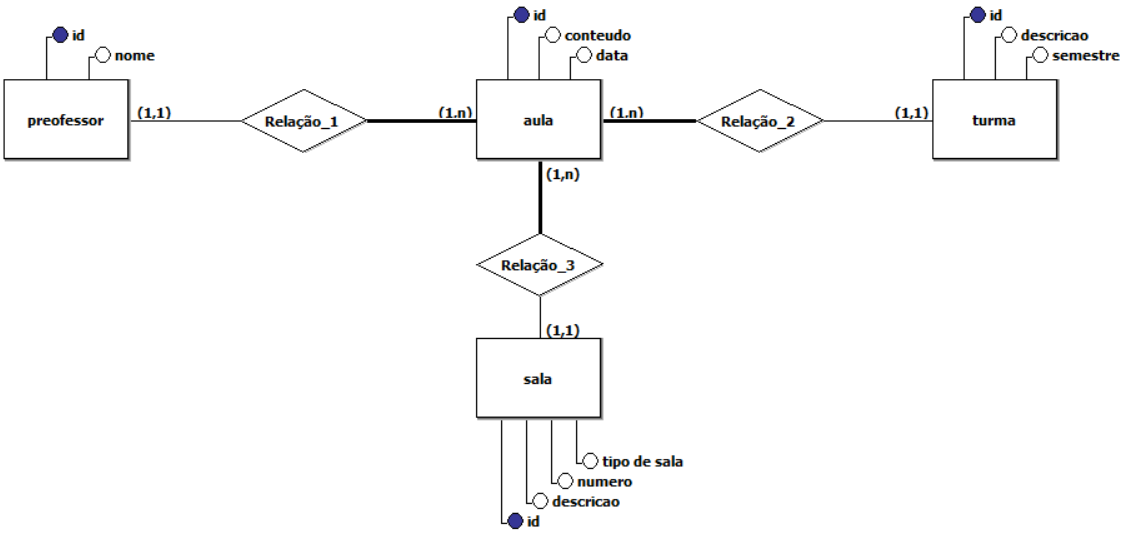 id
nome
preofessor
(1,1)
Relação_1
(1.n)
id
conteudo
data
aula
(1.n)
Relação_2
(1,1)
id
descricao
semestre
turma
(1,n)
Relação_3
(1,1)
sala
tipo de sala
numero
descricao
id